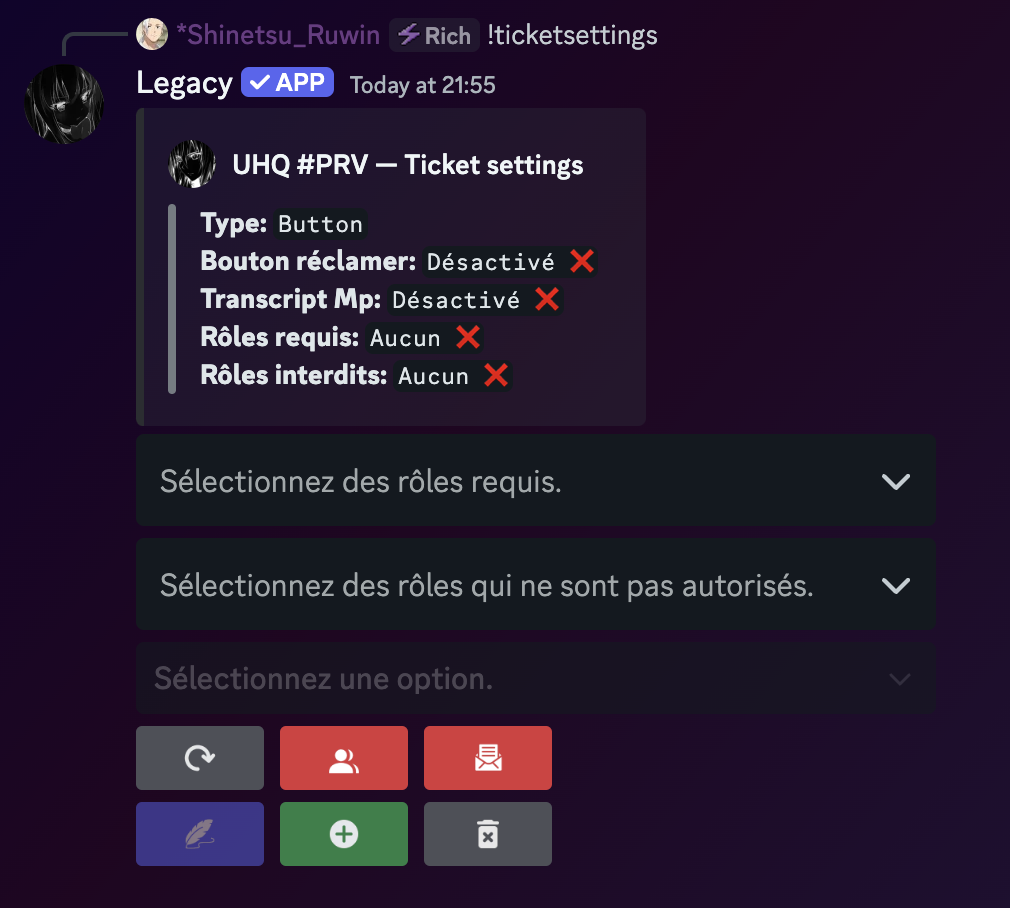 *Shinetsu_Ruwin Rich !ticketsettings
Legacy APP Today at 21:55
UHQ #PRV — Ticket settings
Type: Button
Bouton réclamer: Désactivé ❌
Transcript Mp: Désactivé ❌
Rôles requis: Aucun ❌
Rôles interdits: Aucun ❌
Sélectionnez des rôles requis.
Sélectionnez des rôles qui ne sont pas autorisés.
Sélectionnez une option.